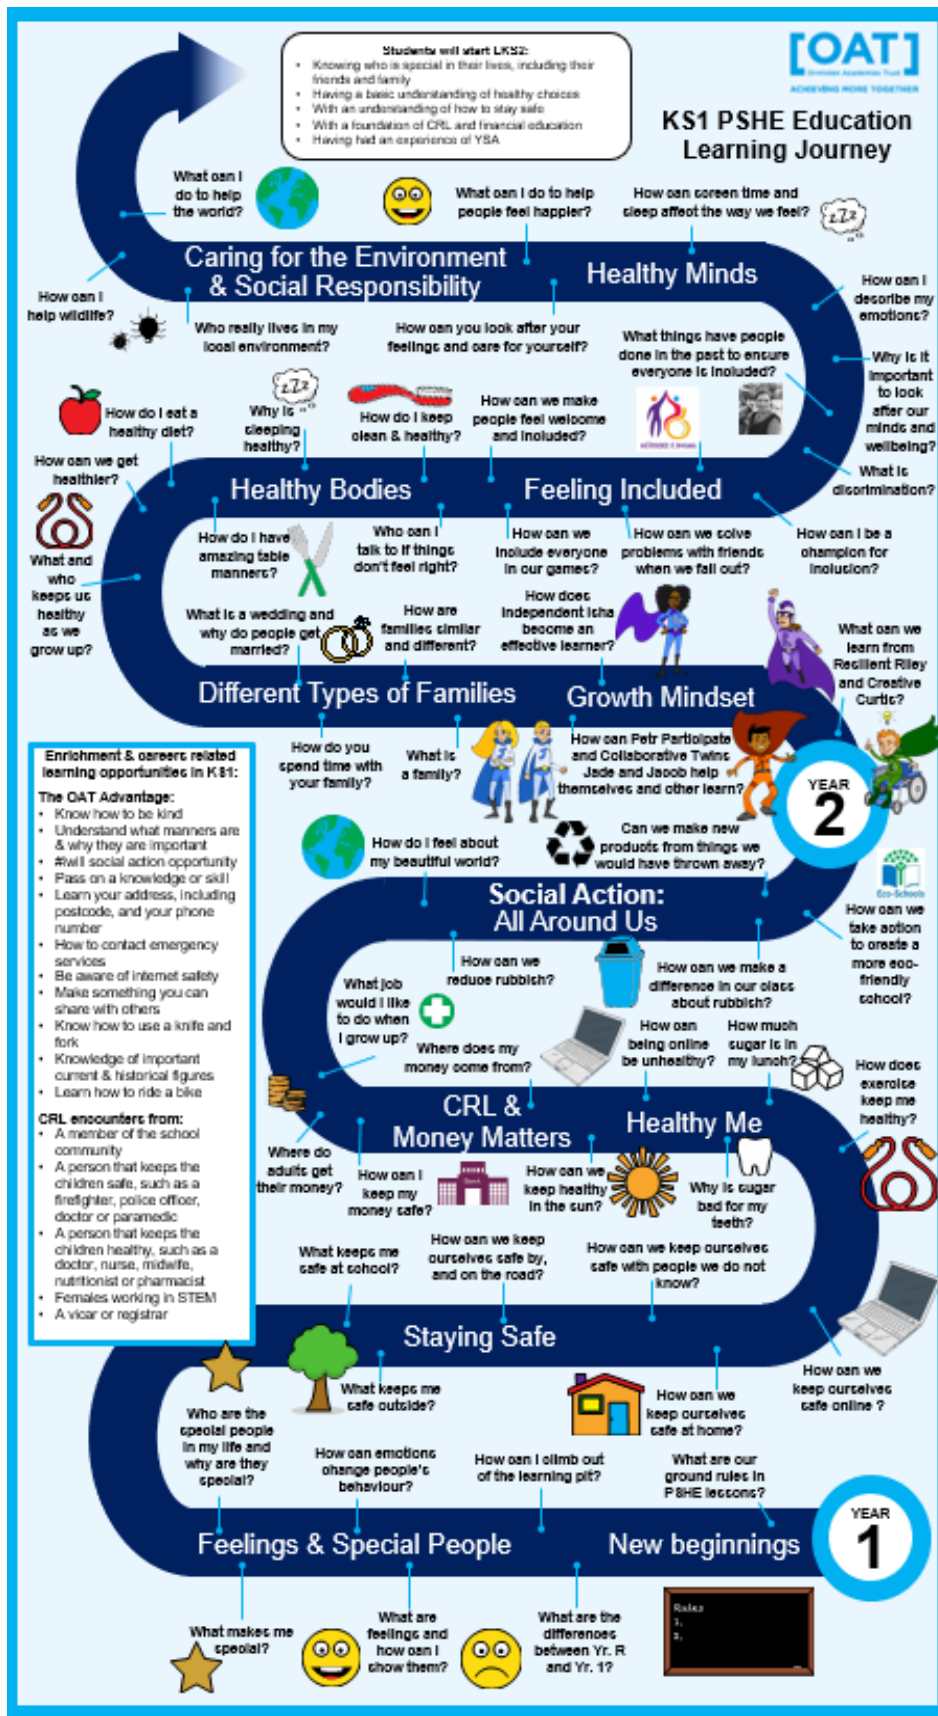 Students will start LKS2:
• Knowing who is special in their lives, including their
friends and family
• Having a basic understanding of healthy choices
• With an understanding of how to stay safe
• With a foundation of CRL and financial education
• Having had an experience of YSA
[OAT]
Ormiston Academies Trust
ACHIEVING MORE TOGETHER
KS1 PSHE Education
Learning Journey
What can I
do to help
the world?
What can I do to help
people feel happier?
How can screen time and
sleep affect the way we feel?
zZz
Caring for the Environment
& Social Responsibility
Healthy Minds
How can I
help wildlife?
Who really lives in my
local environment?
How can you look after your
feelings and care for yourself?
What things have people
done in the past to ensure
everyone is included?
How can I
describe my
emotions?
Why is it
important
to look
after our
minds and
wellbeing?
What is
discrimination?
How do I eat a
healthy diet?
zZz
Why is
sleeping
healthy?
How do I keep
clean & healthy?
How can we make
people feel welcome
and included?
How can we get
healthier?
Healthy Bodies
Feeling Included
What and
who
keeps us
healthy
as we
grow up?
How do I have
amazing table
manners?
Who can I
talk to if things
don't feel right?
How can we
include everyone
in our games?
How can we solve
problems with friends
when we fall out?
How can I be a
champion for
inclusion?
What is a wedding and
why do people get
married?
How are
families similar
and different?
How does
Independent Isha
become an
effective learner?
What can we
learn from
Resilient Riley
and Creative
Curtis?
Different Types of Families
Growth Mindset
How do you
spend time with
your family?
What is
a family?
How can Petr Participate
and Collaborative Twins
Jade and Jacob help
themselves and other learn?
YEAR
2
Enrichment & careers related
learning opportunities in KS1:
The OAT Advantage:
• Know how to be kind
• Understand what manners are
& why they are important
• #Iwill social action opportunity
• Pass on a knowledge or skill
• Learn your address, including
postcode, and your phone
number
• How to contact emergency
services
• Be aware of internet safety
• Make something you can
share with others
• Know how to use a knife and
fork
• Knowledge of important
current & historical figures
• Learn how to ride a bike
CRL encounters from:
• A member of the school
community
• A person that keeps the
children safe, such as a
firefighter, police officer,
doctor or paramedic
• A person that keeps the
children healthy, such as a
doctor, nurse, midwife,
nutritionist or pharmacist
• Females working in STEM
• A vicar or registrar
How do I feel about
my beautiful world?
Can we make new
products from things we
would have thrown away?
Eco-Schools
Social Action:
All Around Us
How can we
take action
to create a
more eco-
friendly
school?
How can we
reduce rubbish?
How can we make a
difference in our class
about rubbish?
What job
would I like
to do when
I grow up?
Where does my
money come from?
How can
being online
be unhealthy?
How much
sugar is in
my lunch?
How does
exercise
keep me
healthy?
CRL &
Money Matters
Healthy Me
Where do
adults get
their money?
How can I
keep my
money safe?
How can we
keep healthy
in the sun?
Why is sugar
bad for my
teeth?
What keeps me
safe at school?
How can we keep
ourselves safe by,
and on the road?
How can we keep ourselves
safe with people we do not
know?
Staying Safe
What keeps me
safe outside?
How can we
keep ourselves
safe at home?
How can we
keep ourselves
safe online ?
Who are the
special people
in my life and
why are they
special?
How can emotions
change people's
behaviour?
How can I climb out
of the learning pit?
What are our
ground rules in
PSHE lessons?
Feelings & Special People
New beginnings
YEAR
1
What makes me
special?
What are
feelings and
how can I
show them?
What are the
differences
between Yr. R
and Yr. 1?
Rules
1.
2.